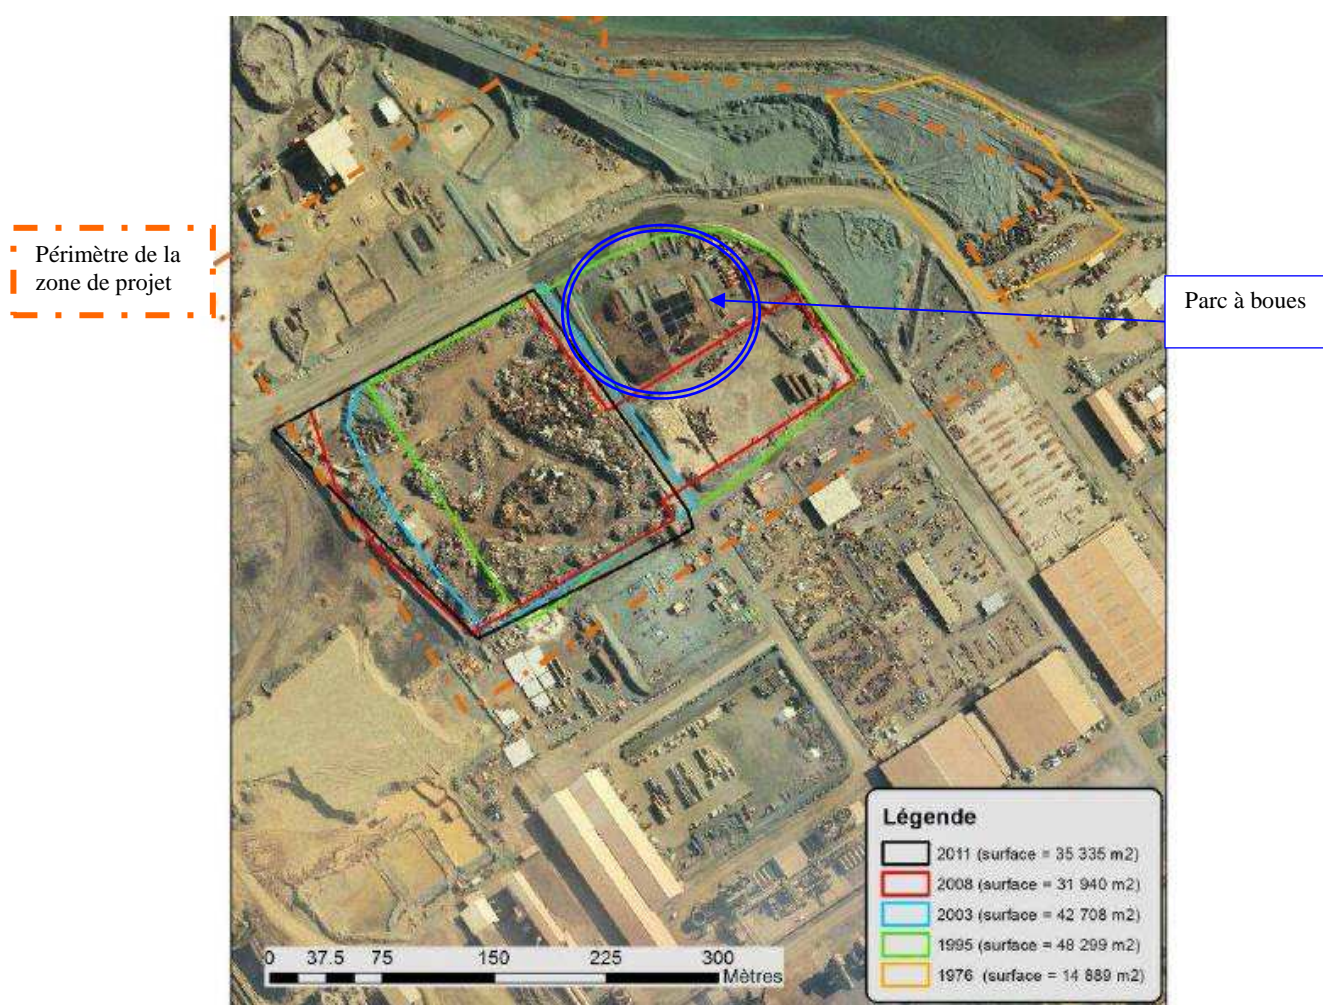 Périmètre de la
zone de projet
Parc à boues
Légende
2011 (surface = 35 335 m2)
2008 (surface = 31 940 m2)
2003 (surface = 42 708 m2)
1995 (surface = 48 299 m2)
1976 (surface = 14 889 m2)
0 37.5 75 150 225 300
Mètres